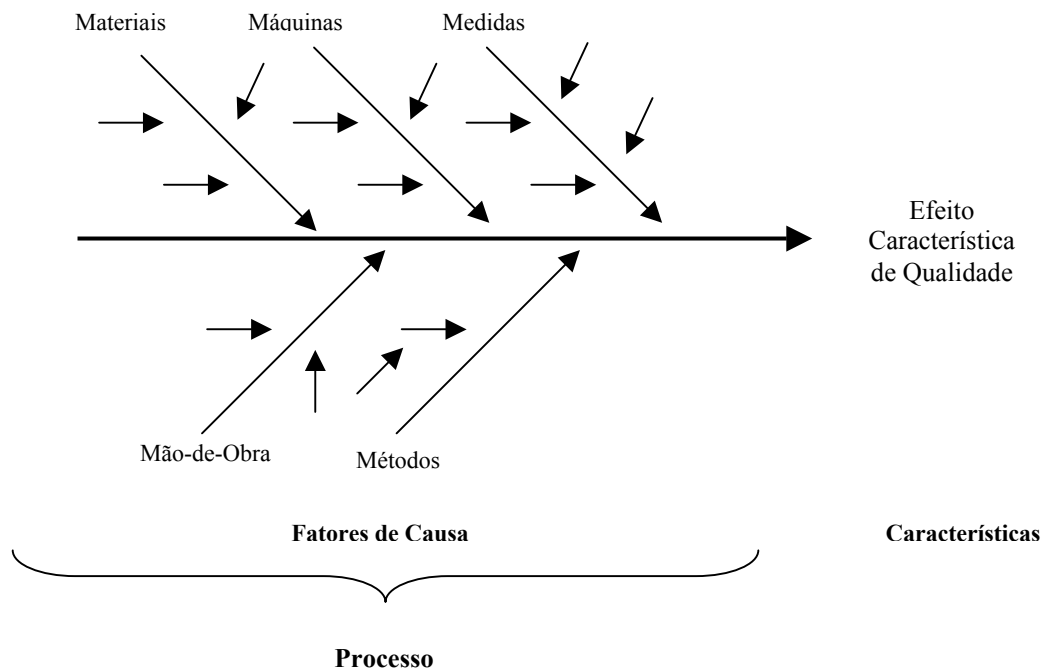 Materiais Máquinas Medidas
Efeito
Característica
de Qualidade
Mão-de-Obra Métodos
Fatores de Causa Características
Processo